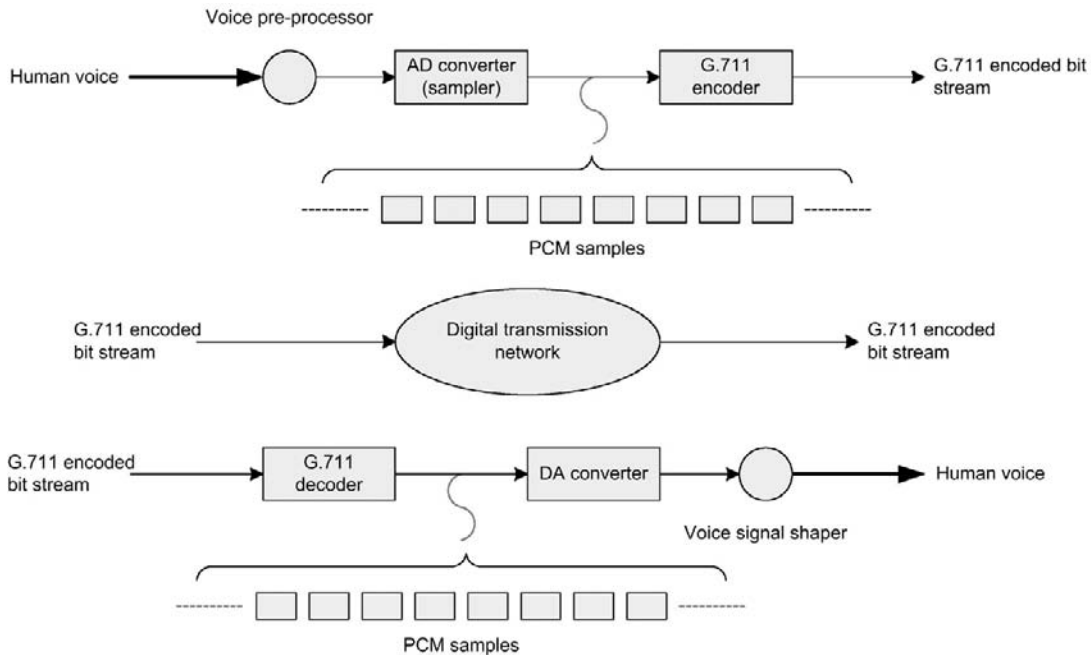 Voice pre-processor
Human voice
AD converter
(sampler)
G.711
encoder
G.711 encoded bit
stream
PCM samples
G.711 encoded
bit stream
Digital transmission
network
G.711 encoded
bit stream
G.711 encoded
bit stream
G.711
decoder
DA converter
Human voice
Voice signal shaper
PCM samples